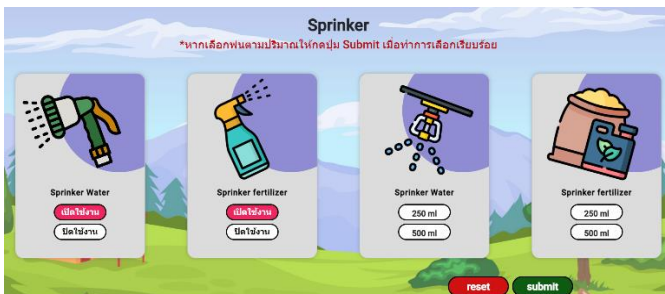 Sprinker
*หากเลือกพ่นตามปริมาณให้กดปุ่ม Submit เมื่อทำการเลือกเรียบร้อย
Sprinker Water
เปิดใช้งาน
ปิดใช้งาน
Sprinker fertilizer
เปิดใช้งาน
ปิดใช้งาน
Sprinker Water
250 ml
500 ml
Sprinker fertilizer
250 ml
500 ml
reset
submit